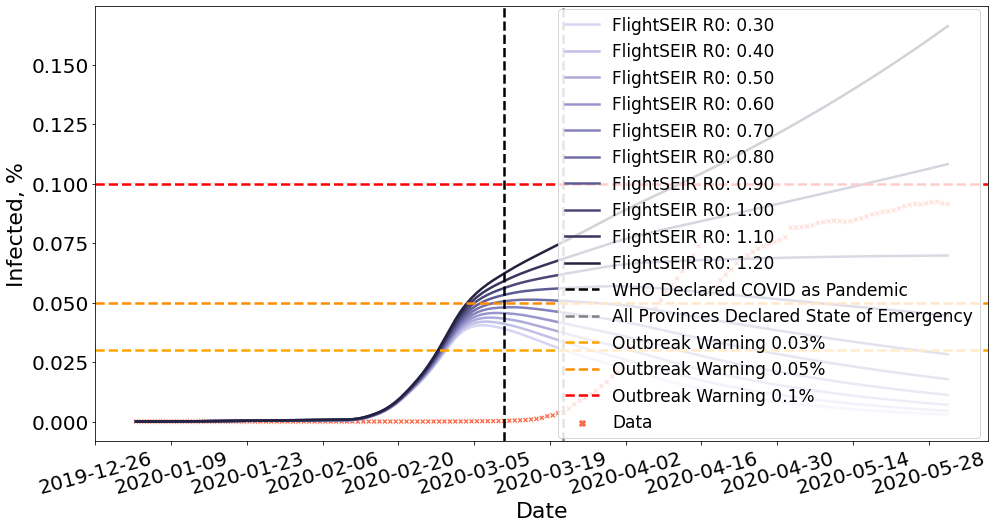 Infected, %
0.150
0.125
0.100
0.075
0.050
0.025
0.000
FlightSEIR R0: 0.30
FlightSEIR R0: 0.40
FlightSEIR R0: 0.50
FlightSEIR R0: 0.60
FlightSEIR R0: 0.70
FlightSEIR R0: 0.80
FlightSEIR R0: 0.90
FlightSEIR R0: 1.00
FlightSEIR R0: 1.10
FlightSEIR R0: 1.20
WHO Declared COVID as Pandemic
All Provinces Declared State of Emergency
Outbreak Warning 0.03%
Outbreak Warning 0.05%
Outbreak Warning 0.1%
Data
2019-12-26
2020-01-09
2020-01-23
2020-02-06
2020-02-20
2020-03-05
2020-03-19
2020-04-02
2020-04-16
2020-04-30
2020-05-14
2020-05-28
Date